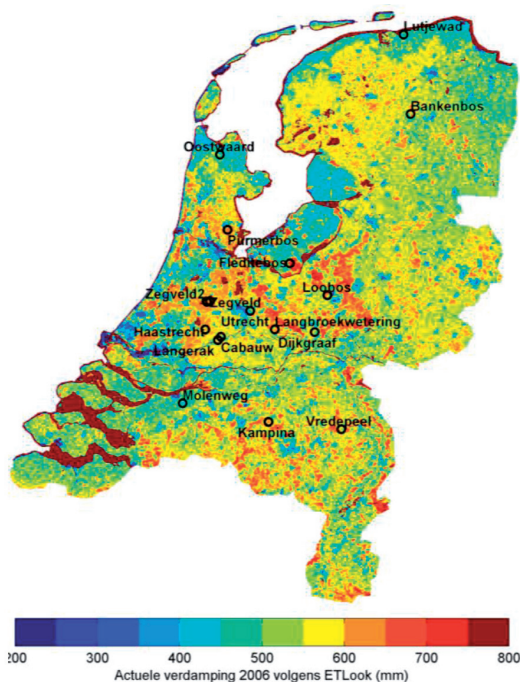 Lutjewad
Bankenbos
Oostwaard
Purmerbos
Fleditebos
Loobos
Zegveld2 Zegveld
Utrecht Langbroekwetering
Haastrecht
Dijkgraaf
Langerak Cabauw
Molenweg
Kampina Vredepeel
200 300 400 500 600 700 800
Actuele verdamping 2006 volgens ETLook (mm)